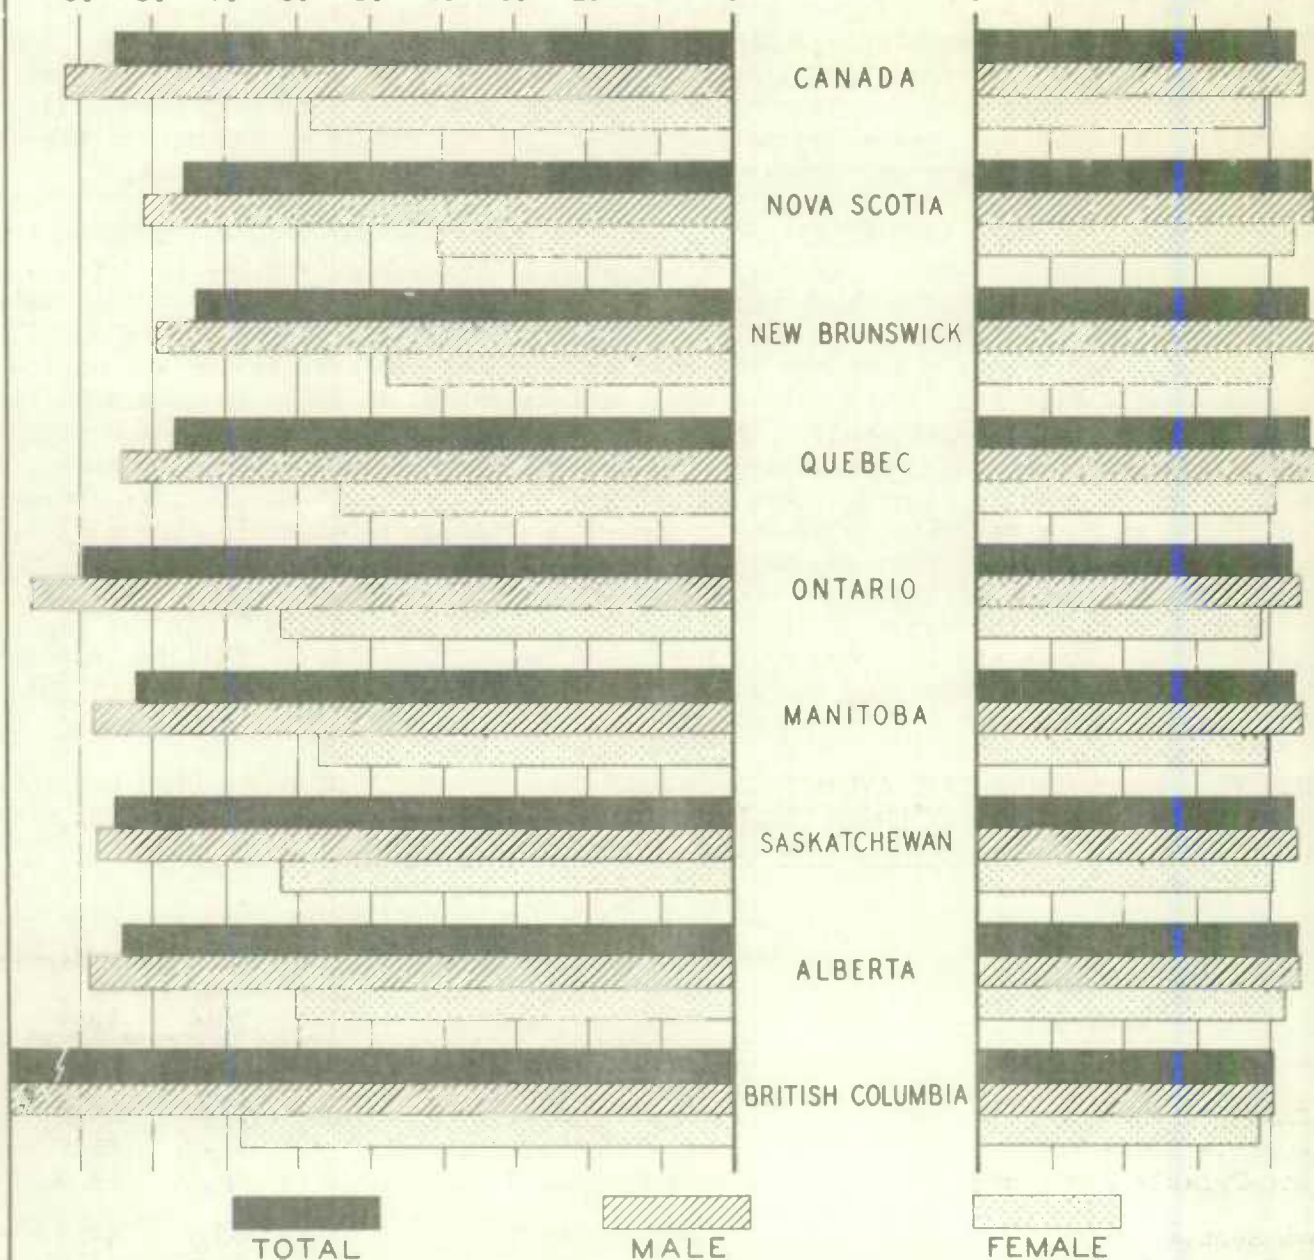 CANADA
NOVA SCOTIA
NEW BRUNSWICK
QUEBEC
ONTARIO
MANITOBA
SASKATCHEWAN
ALBERTA
BRITISH COLUMBIA
TOTAL MALE FEMALE